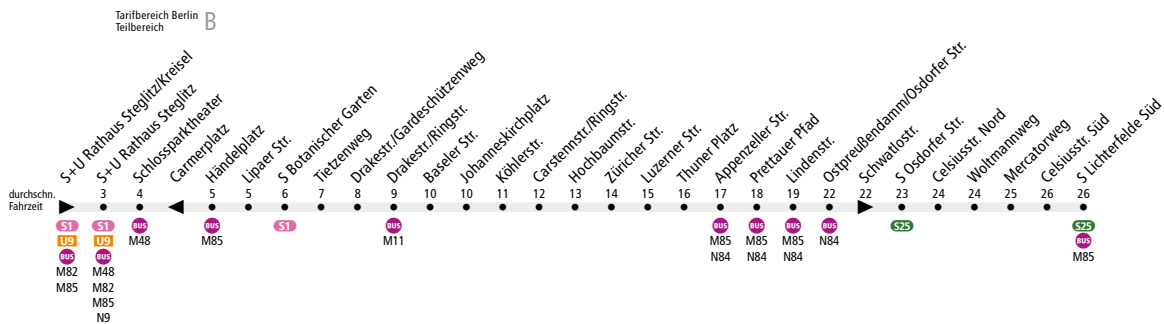 Tarifbereich Berlin
Teilbereich
B
S+U Rathaus Steglitz/Kreisel
S+U Rathaus Steglitz
Schlossparktheater
Carmerplatz
Händelplatz
Lipaer Str.
S Botanischer Garten
Tietzenweg
Drakestr./Gardeschützenweg
Drakestr./Ringstr.
Baseler Str.
Johanneskirchplatz
Köhlerstr.
Carstennstr./Ringstr.
Hochbaumstr.
Züricher Str.
Luzerner Str.
Thuner Platz
Appenzeller Str.
Prettauer Pfad
Lindenstr.
Ostpreußendamm/Osdorfer Str.
Schwatlostr.
S Osdorfer Str.
Celsiusstr. Nord
Woltmannweg
Mercatorweg
Celsiusstr. Süd
S Lichterfelde Süd
durchschn. 3 4 5 5 6 7 8 9 10 10 11 12 13 14 15 16 17 18 19 22 22 23 24 24 25 26 26
Fahrzeit
S1 S1 BUS BUS S1 BUS BUS BUS BUS BUS S25 S25
U9 U9 M48 M85 M11 M85 M85 M85 N84 BUS
BUS BUS N84 N84 N84 M85
M82 M48
M85 M82
M85
N9